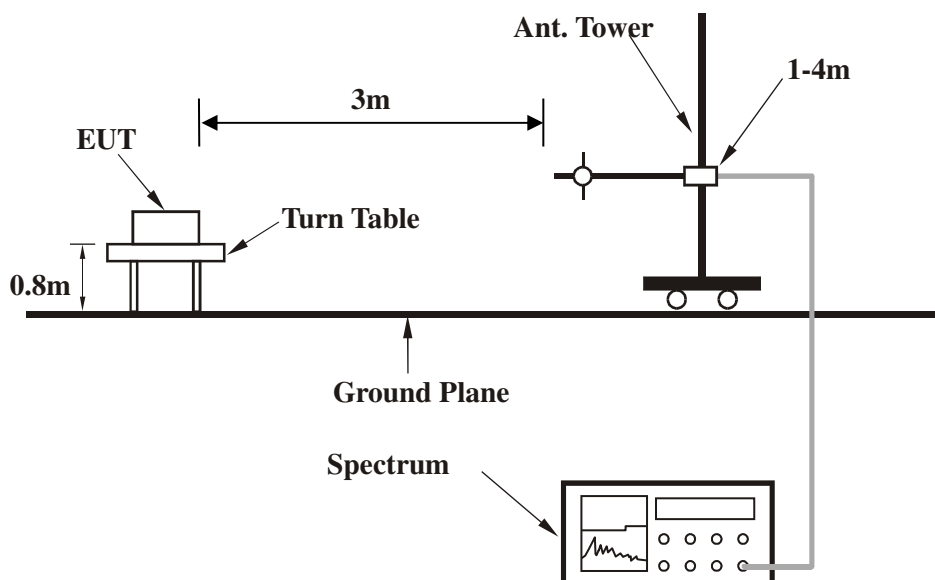 Ant. Tower
1-4m
3m
EUT
Turn Table
0.8m
Ground Plane
Spectrum